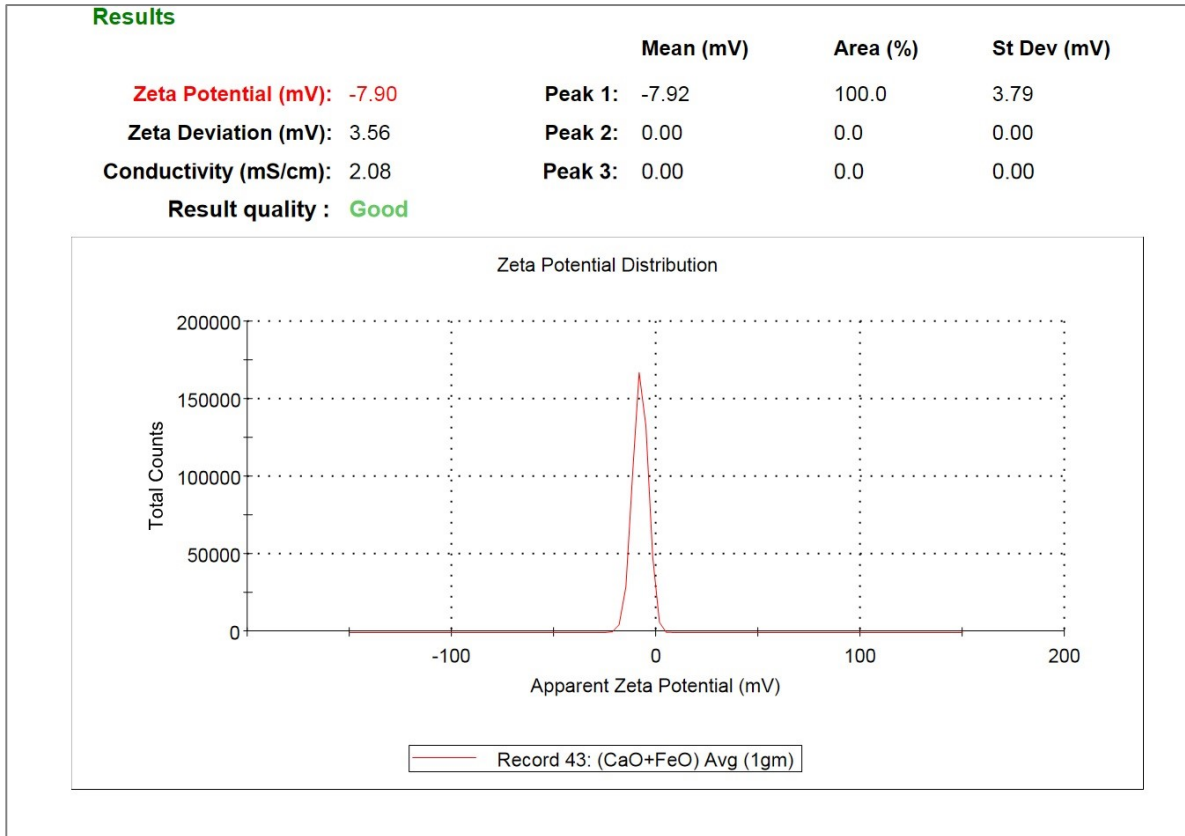 Results
Mean (mV) Area (%) St Dev (mV)
Zeta Potential (mV): -7.90 Peak 1: -7.92 100.0 3.79
Zeta Deviation (mV): 3.56 Peak 2: 0.00 0.0 0.00
Conductivity (mS/cm): 2.08 Peak 3: 0.00 0.0 0.00
Result quality : Good
Zeta Potential Distribution
200000
150000
100000
50000
0
Total Counts
-100 0 100 200
Apparent Zeta Potential (mV)
Record 43: (CaO+FeO) Avg (1gm)